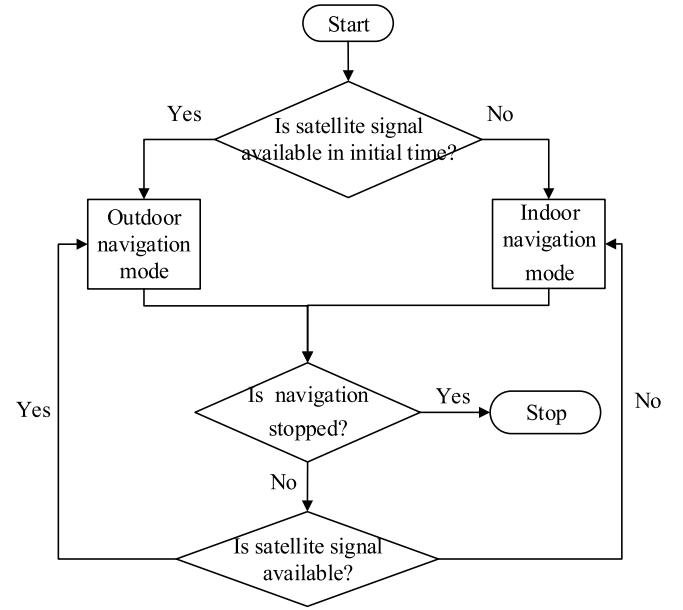 Start
Yes
No
Is satellite signal
available in initial time?
Outdoor
navigation
mode
Indoor
navigation
mode
Is navigation
stopped?
Yes
Stop
Yes
No
No
Is satellite signal
available?